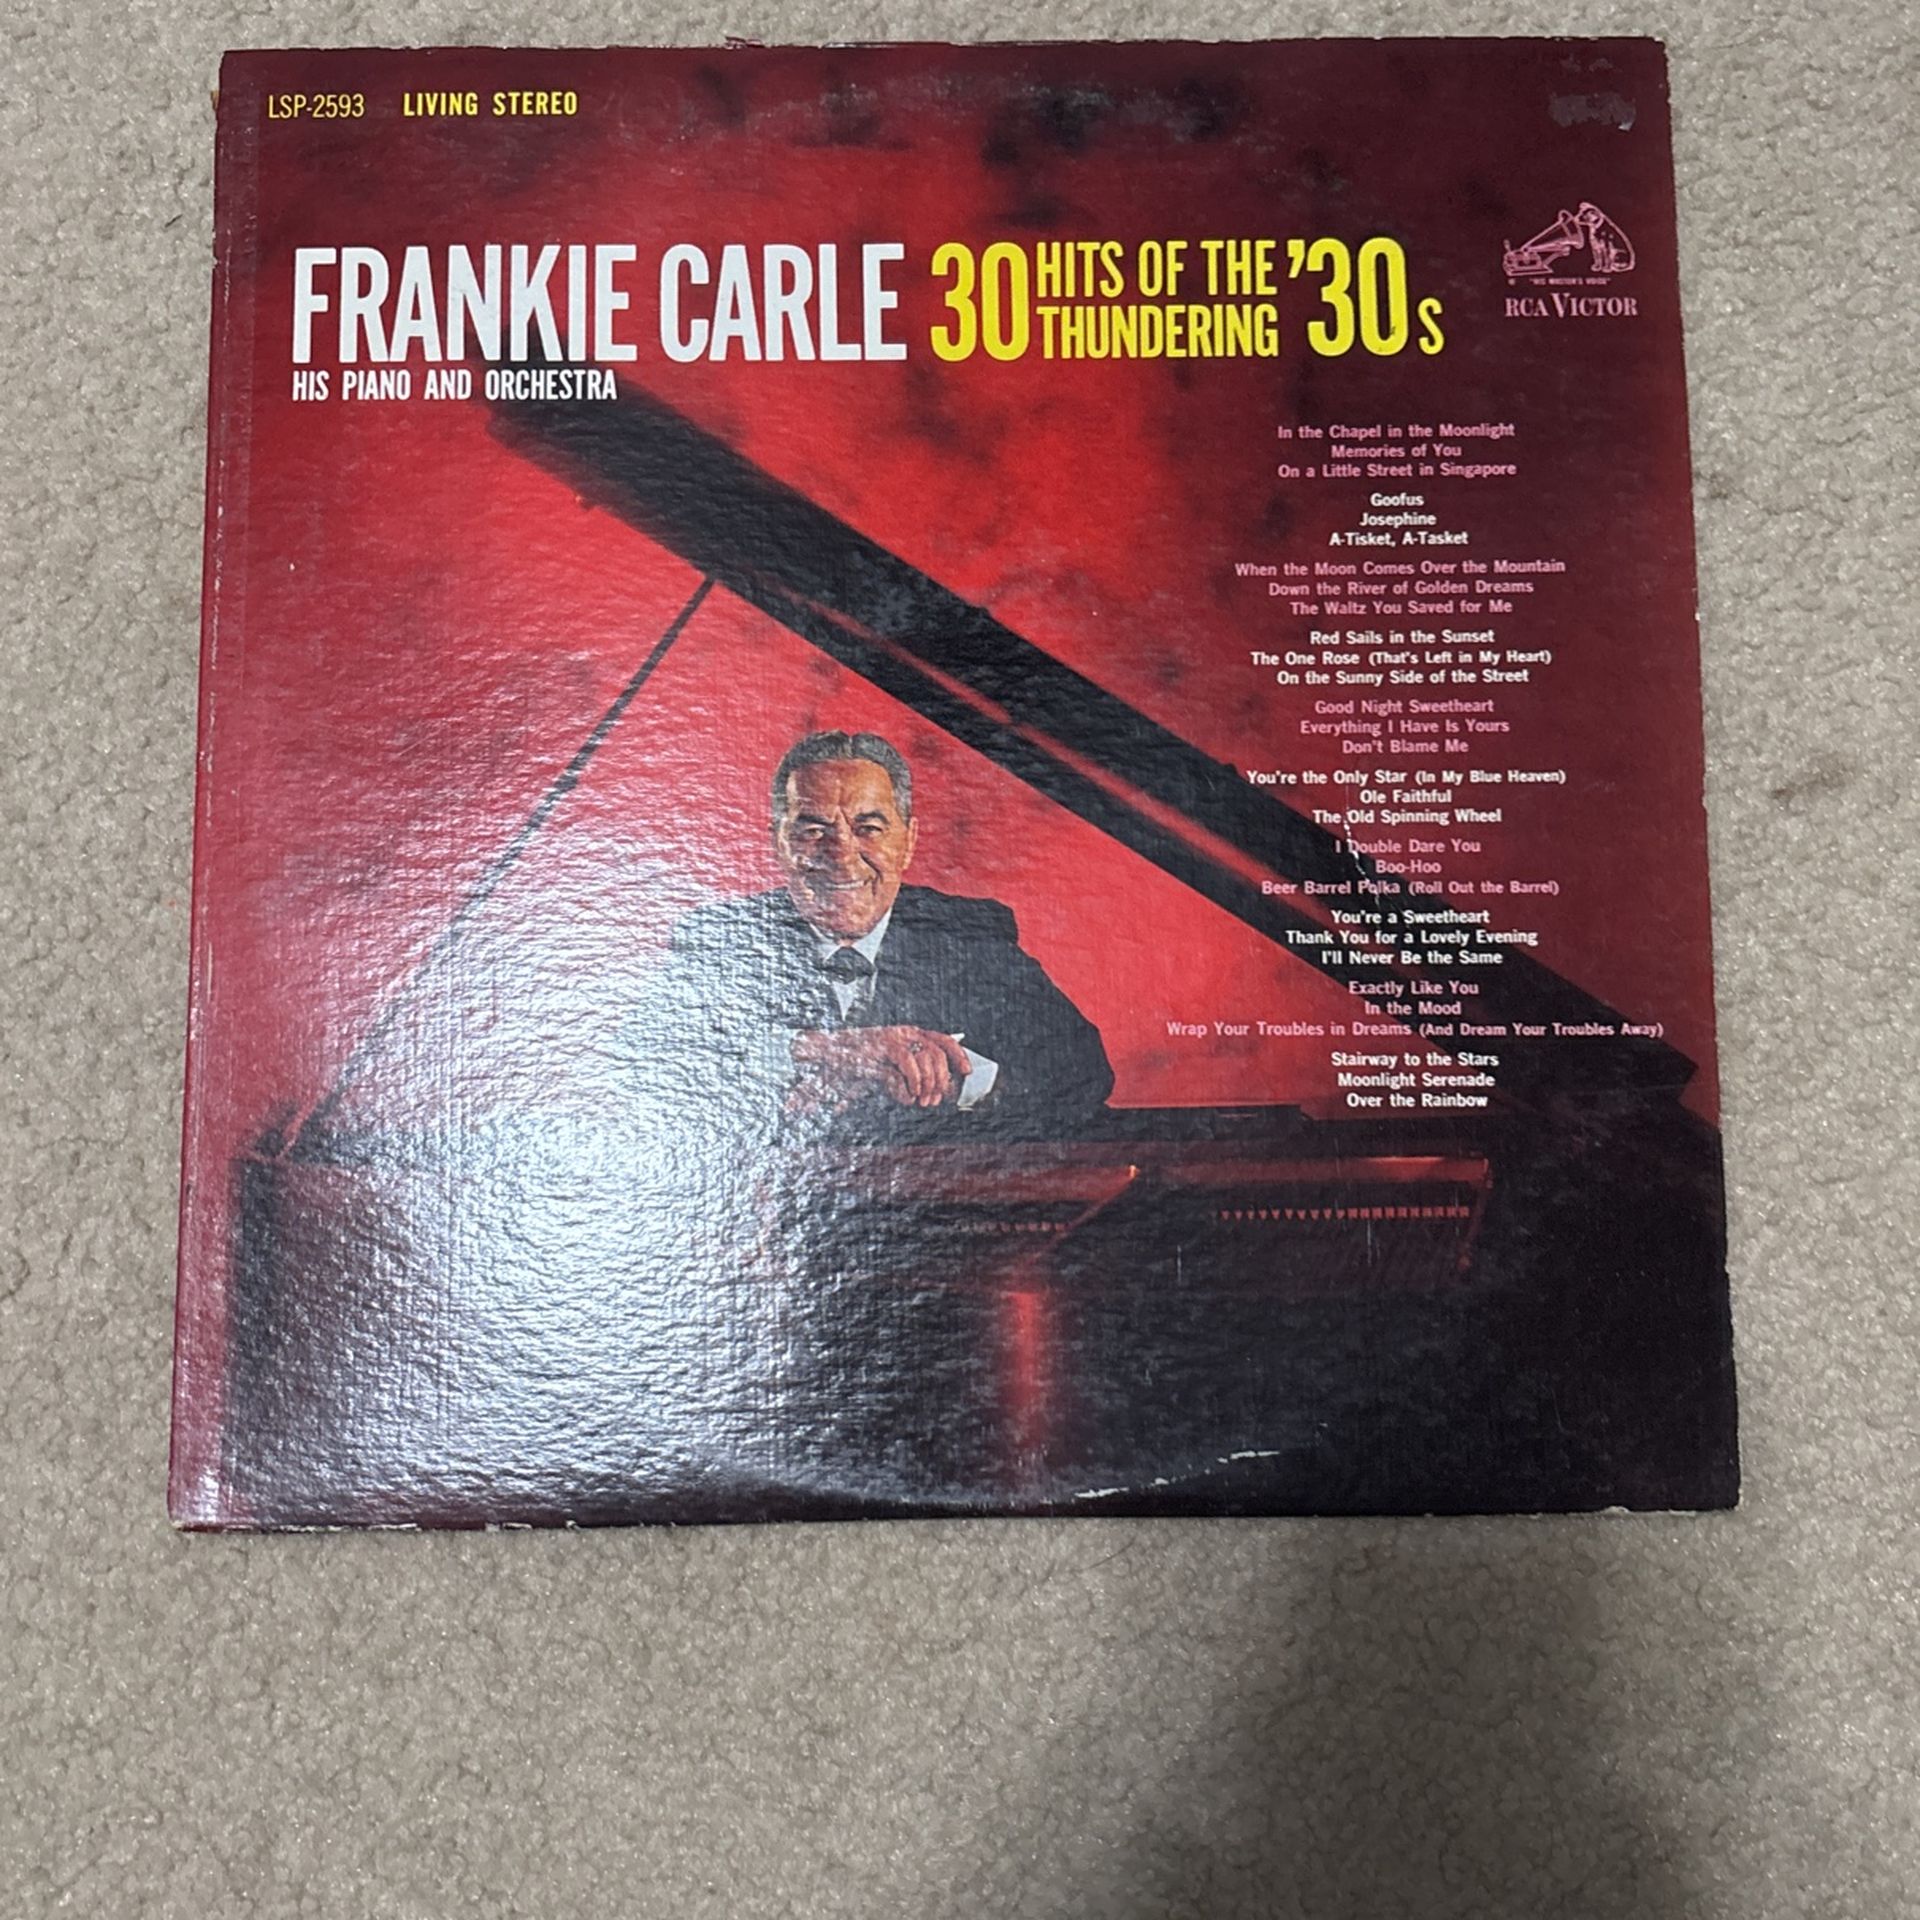 LSP-2593 LIVING STEREO
FRANKIE CARLE 30 HITS OF THE THUNDERING '30s
HIS PIANO AND ORCHESTRA
"HIS MASTER'S VOICE"
RCA VICTOR
In the Chapel in the Moonlight
Memories of You
On a Little Street in Singapore
Goofus
Josephine
A-Tisket, A-Tasket
When the Moon Comes Over the Mountain
Down the River of Golden Dreams
The Waltz You Saved for Me
Red Sails in the Sunset
The One Rose (That's Left in My Heart)
On the Sunny Side of the Street
Good Night Sweetheart
Everything I Have Is Yours
Don't Blame Me
You're the Only Star (In My Blue Heaven)
Ole Faithful
The Old Spinning Wheel
I Double Dare You
Boo-Hoo
Beer Barrel Polka (Roll Out the Barrel)
You're a Sweetheart
Thank You for a Lovely Evening
I'll Never Be the Same
Exactly Like You
In the Mood
Wrap Your Troubles in Dreams (And Dream Your Troubles Away)
Stairway to the Stars
Moonlight Serenade
Over the Rainbow